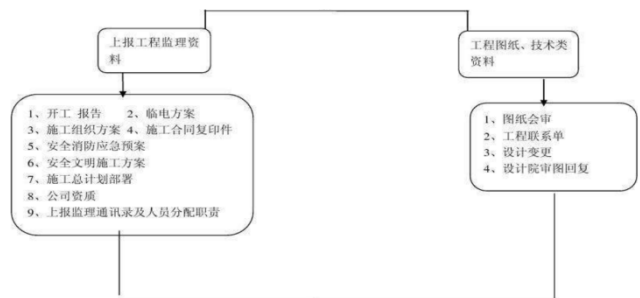 上报工程监理资
料
1、开工 报告　2、临电方案
3、施工组织方案　4、施工合同复印件
5、安全消防应急预案
6、安全文明施工方案
7、施工总计划部署
8、公司资质
9、上报监理通讯录及人员分配职责
工程图纸、技术类
资料
1、图纸会审
2、工程联系单
3、设计变更
4、设计院审图回复